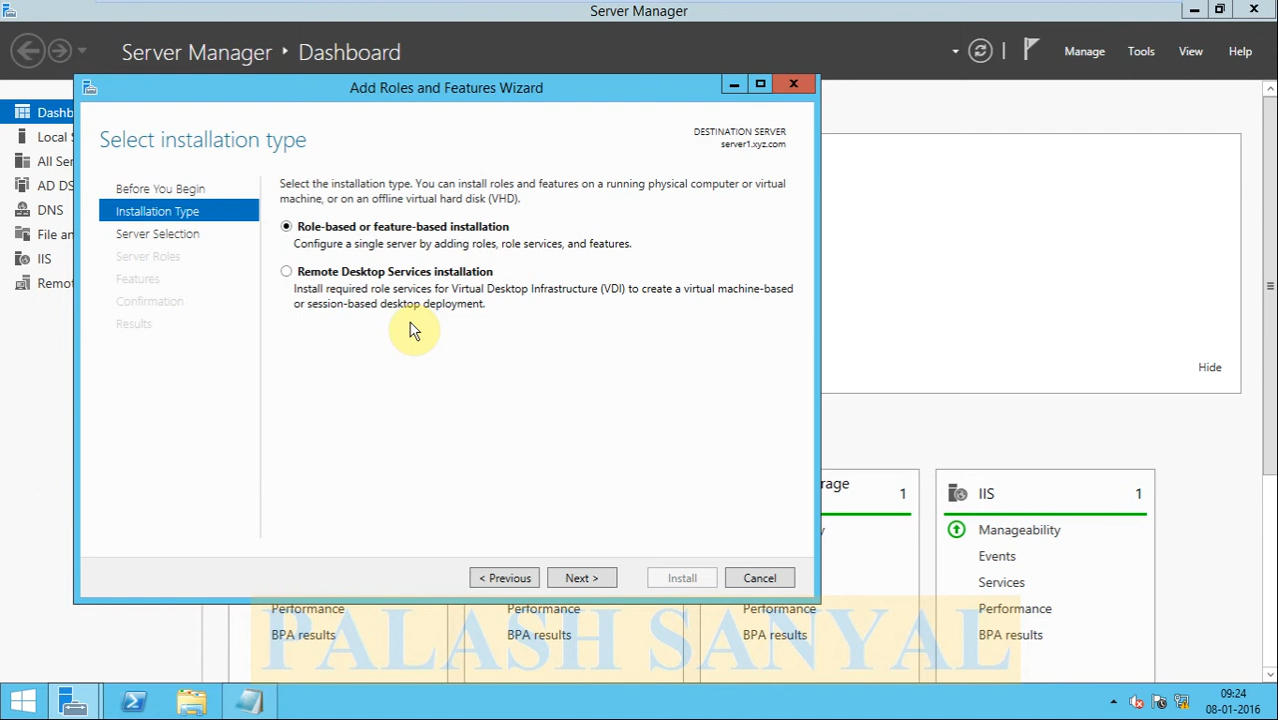 Server Manager
Server Manager ‣ Dashboard
Manage Tools View Help
Dashb
Local S
All Ser
AD DS
DNS
File an
IIS
Remot
Add Roles and Features Wizard
Select installation type
DESTINATION SERVER
server1.xyz.com
Before You Begin
Installation Type
Server Selection
Server Roles
Features
Confirmation
Results
Select the installation type. You can install roles and features on a running physical computer or virtual
machine, or on an offline virtual hard disk (VHD).
Role-based or feature-based installation
Configure a single server by adding roles, role services, and features.
Remote Desktop Services installation
Install required role services for Virtual Desktop Infrastructure (VDI) to create a virtual machine-based
or session-based desktop deployment.
< Previous Next > Install Cancel
Hide
rage 1
IIS 1
Manageability
Events
Services
Performance Performance Performance Performance
BPA results BPA results BPA results BPA results
PALASH SANYAL
09:24
08-01-2016